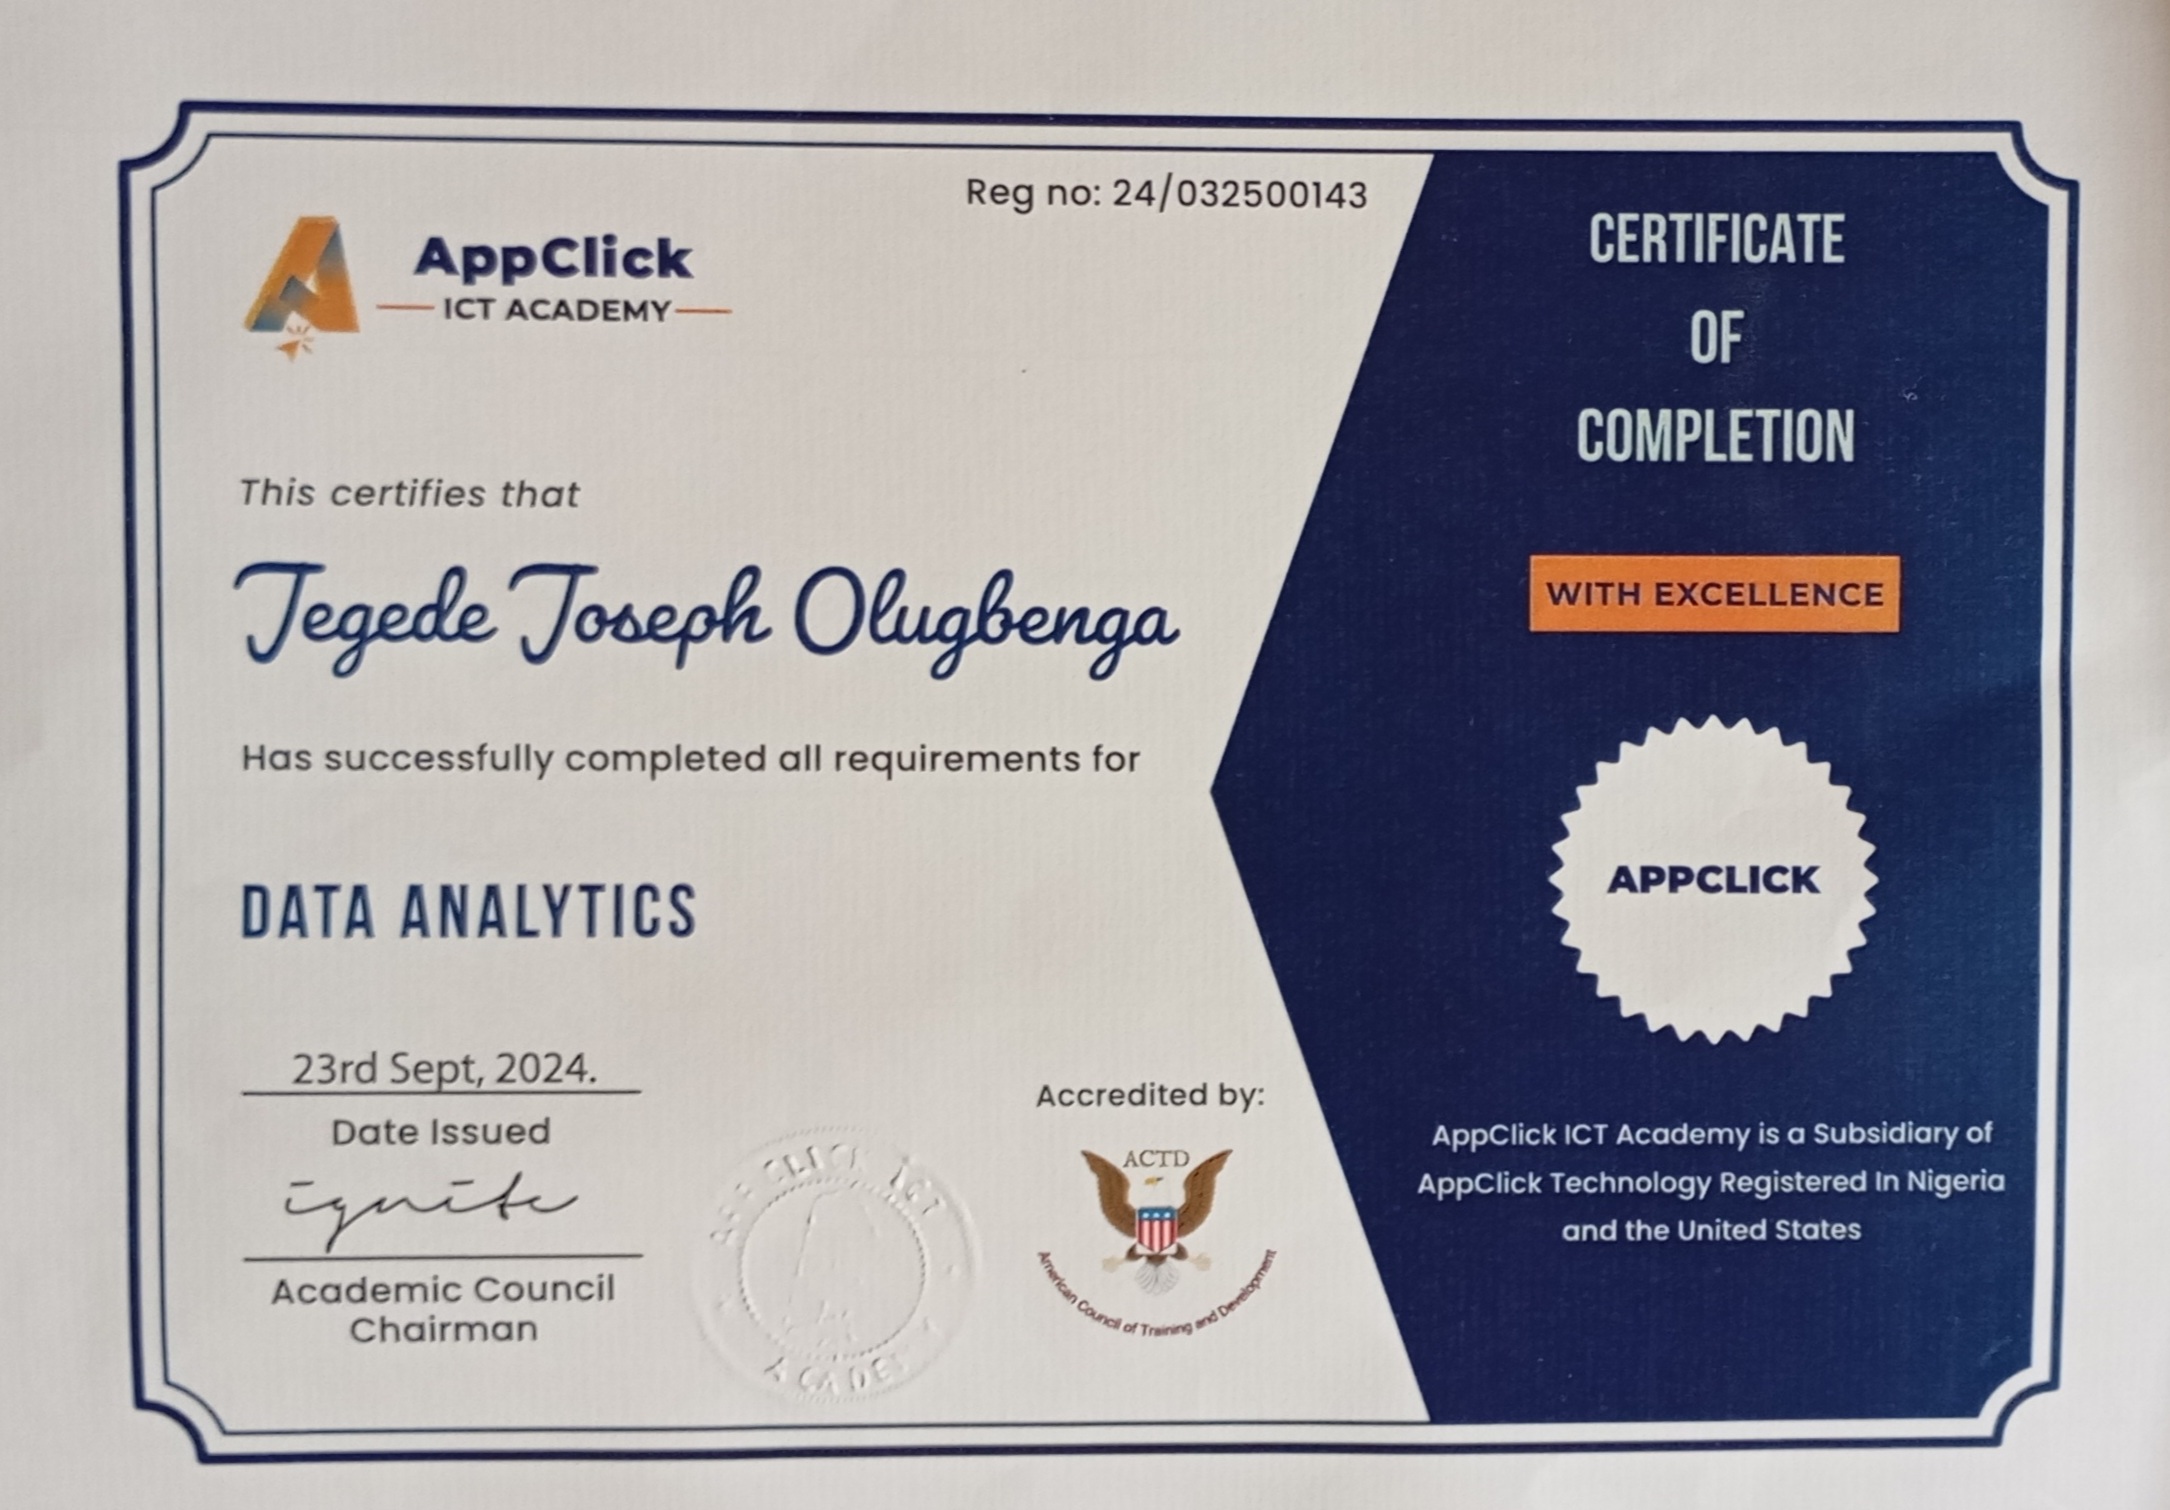 Reg no: 24/032500143
AppClick
ICT ACADEMY
This certifies that
Tegede Joseph Olugbenga
Has successfully completed all requirements for
DATA ANALYTICS
23rd Sept, 2024.
Date Issued
ignite
Academic Council
Chairman
APP CLICK ICT
ACADEMY
Accredited by:
ACTD
American Council of Training and Development
CERTIFICATE
OF
COMPLETION
WITH EXCELLENCE
APPCLICK
AppClick ICT Academy is a Subsidiary of
AppClick Technology Registered In Nigeria
and the United States